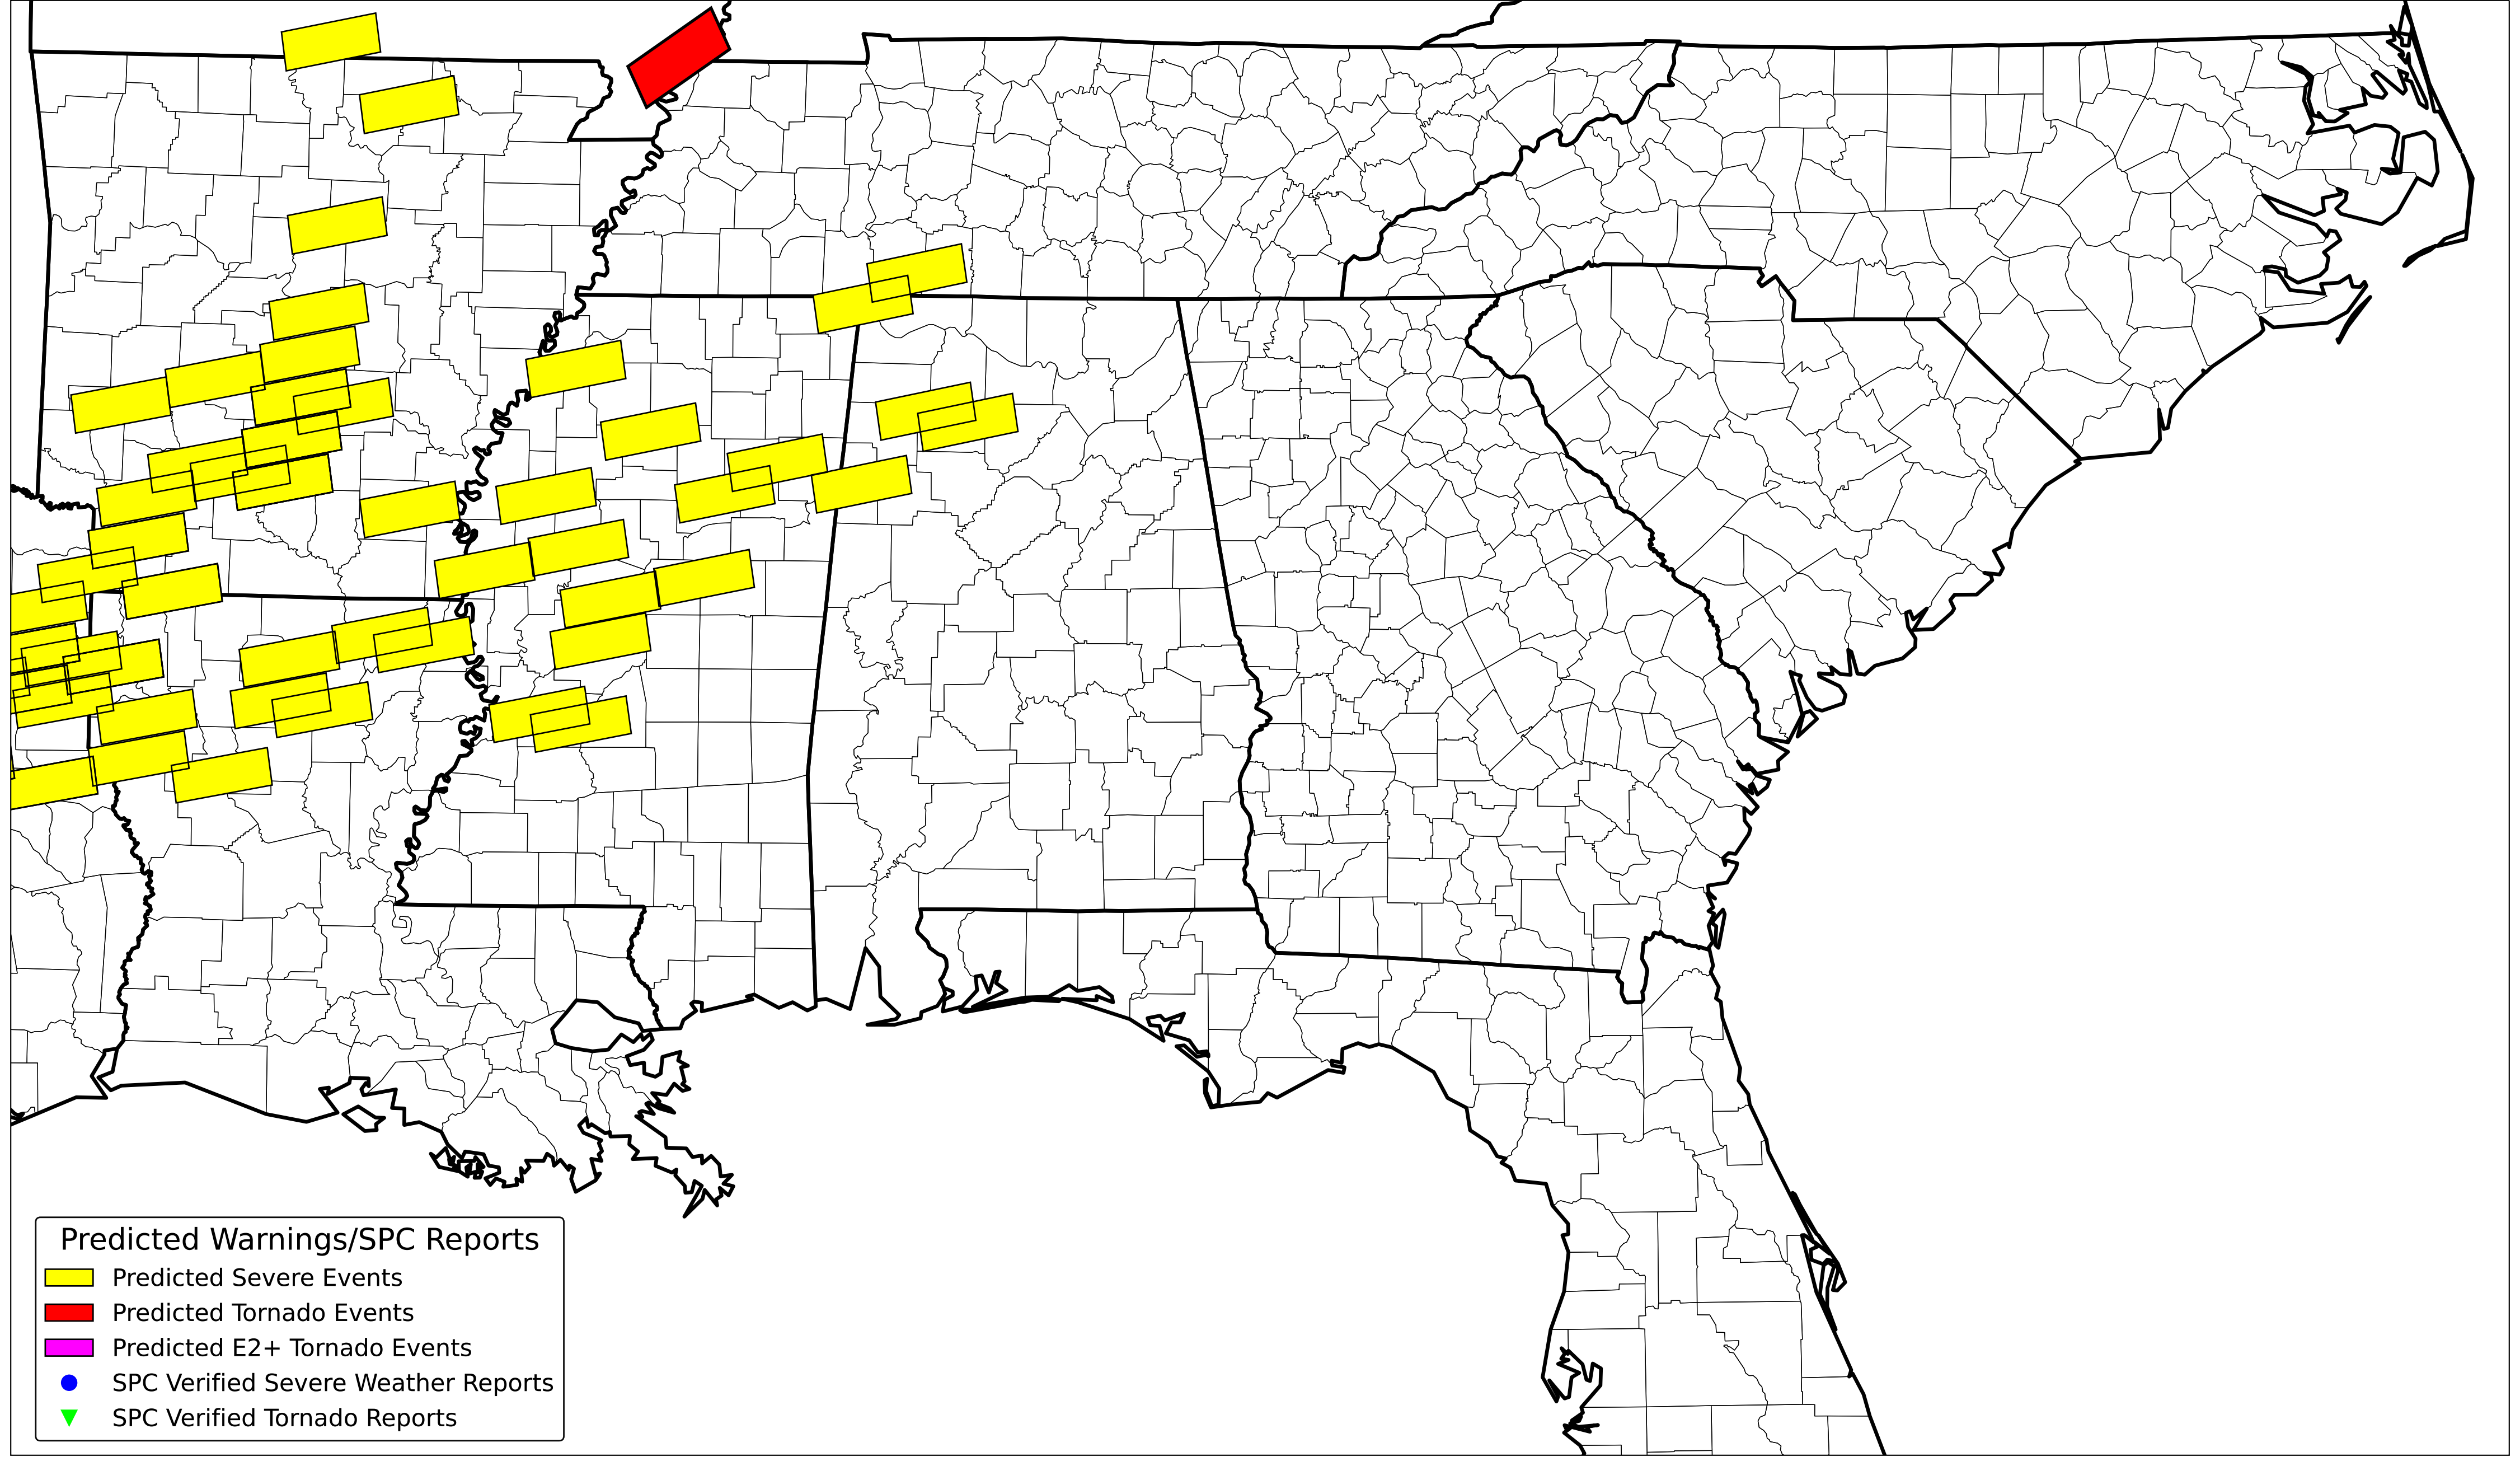 Predicted Warnings/SPC Reports
Predicted Severe Events
Predicted Tornado Events
Predicted E2+ Tornado Events
SPC Verified Severe Weather Reports
SPC Verified Tornado Reports